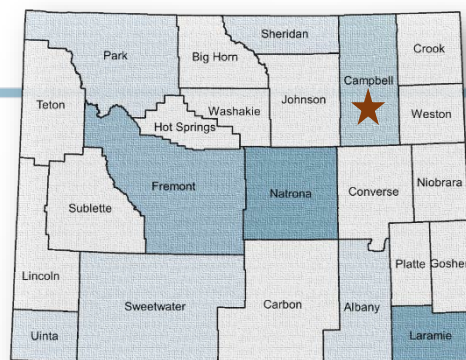 Sheridan
Park
Big Horn
Campbell
Crook
Teton
Johnson
Washakie
Weston
Hot Springs
Fremont
Natrona
Converse
Niobrara
Sublette
Lincoln
Platte
Goshen
Sweetwater
Carbon
Albany
Uinta
Laramie